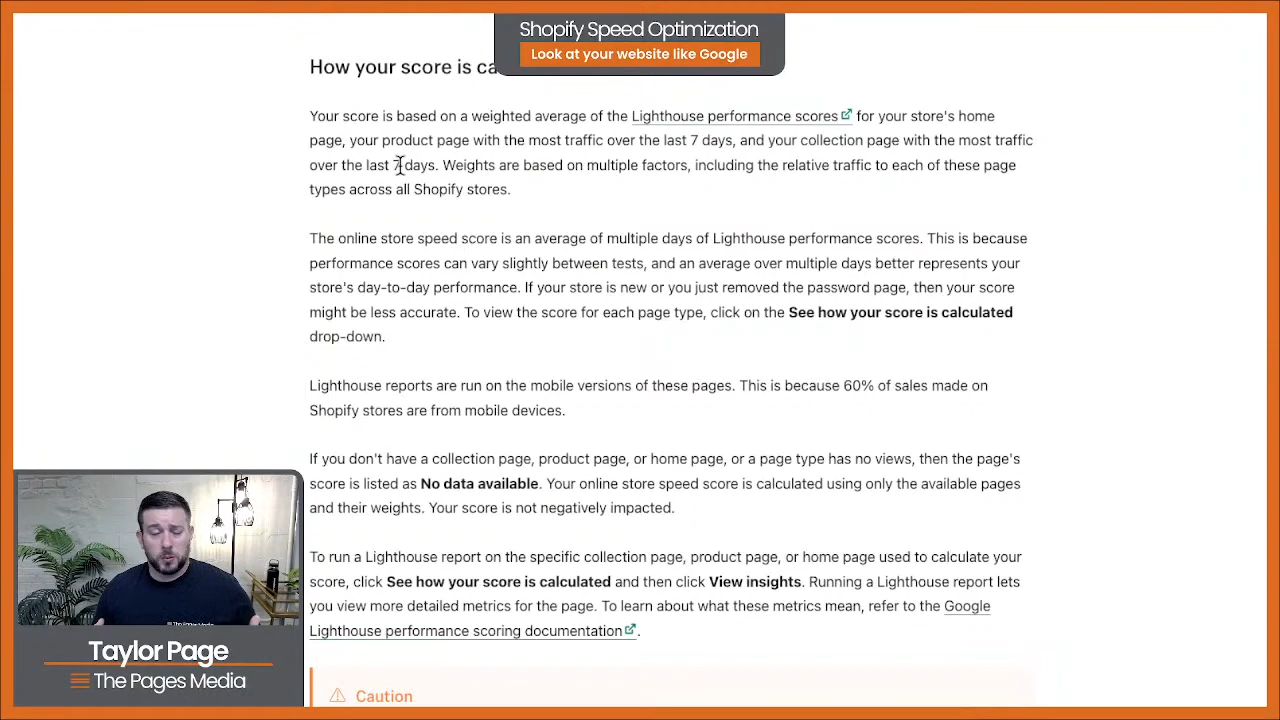 Shopify Speed Optimization
Look at your website like Google
How your score is ca
Your score is based on a weighted average of the Lighthouse performance scores for your store's home
page, your product page with the most traffic over the last 7 days, and your collection page with the most traffic
over the last 7 days. Weights are based on multiple factors, including the relative traffic to each of these page
types across all Shopify stores.
The online store speed score is an average of multiple days of Lighthouse performance scores. This is because
performance scores can vary slightly between tests, and an average over multiple days better represents your
store's day-to-day performance. If your store is new or you just removed the password page, then your score
might be less accurate. To view the score for each page type, click on the See how your score is calculated
drop-down.
Lighthouse reports are run on the mobile versions of these pages. This is because 60% of sales made on
Shopify stores are from mobile devices.
If you don't have a collection page, product page, or home page, or a page type has no views, then the page's
score is listed as No data available. Your online store speed score is calculated using only the available pages
and their weights. Your score is not negatively impacted.
To run a Lighthouse report on the specific collection page, product page, or home page used to calculate your
score, click See how your score is calculated and then click View insights. Running a Lighthouse report lets
you view more detailed metrics for the page. To learn about what these metrics mean, refer to the Google
Lighthouse performance scoring documentation.
Caution
Taylor Page
The Pages Media